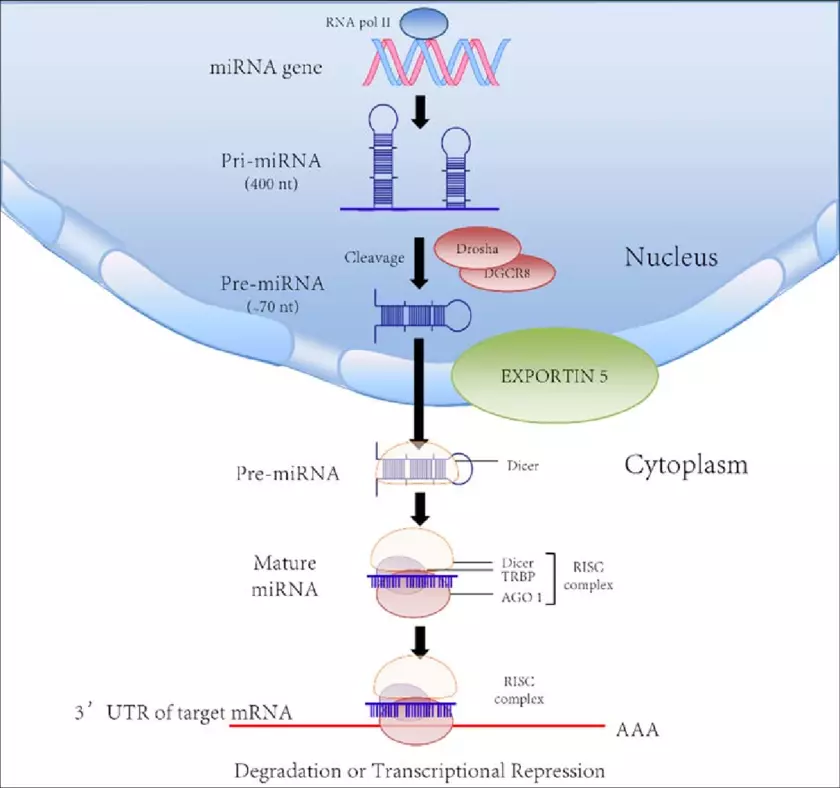 RNA pol II
miRNA gene
Pri-miRNA
(400 nt)
Cleavage
Drosha
DGCR8
Nucleus
Pre-miRNA
(~70 nt)
EXPORTIN 5
Pre-miRNA
Dicer
Cytoplasm
Mature
miRNA
Dicer
TRBP
AGO 1
RISC
complex
RISC
complex
3’ UTR of target mRNA
AAA
Degradation or Transcriptional Repression